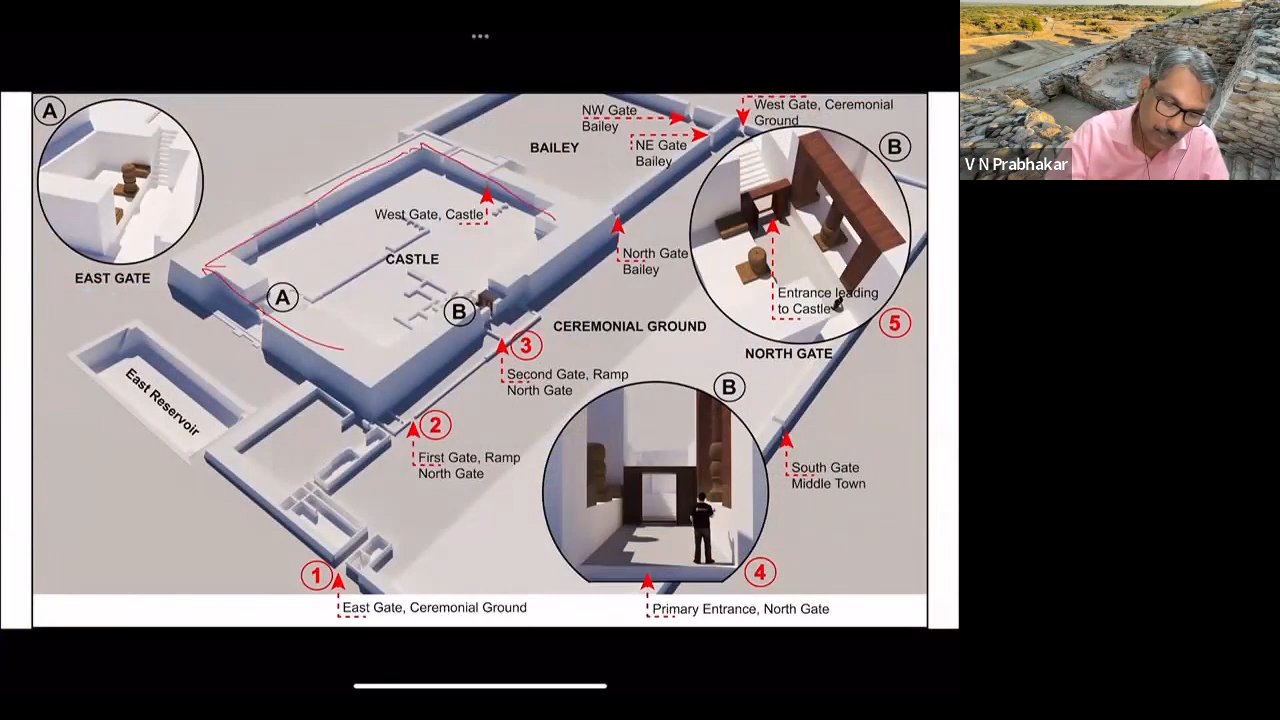 A
EAST GATE
NW Gate
Bailey
West Gate, Ceremonial
Ground
BAILEY
NE Gate
Bailey
B
West Gate, Castle
CASTLE
North Gate
Bailey
A
B
Entrance leading
to Castle
5
CEREMONIAL GROUND
NORTH GATE
3
East Reservoir
Second Gate, Ramp
North Gate
B
2
First Gate, Ramp
North Gate
South Gate
Middle Town
1
4
East Gate, Ceremonial Ground
Primary Entrance, North Gate
V N Prabhakar